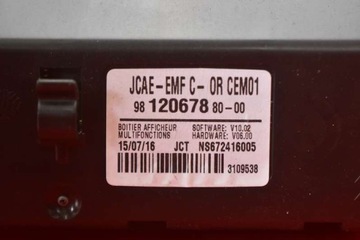 JCAE-EMF C-OR CEM01
98 120678 80-00
BOITIER AFFICHEUR SOFTWARE: V10.02
MULTIFONCTIONS HARDWARE: V06.00
15/07/16 JCT NS672416005
3109538